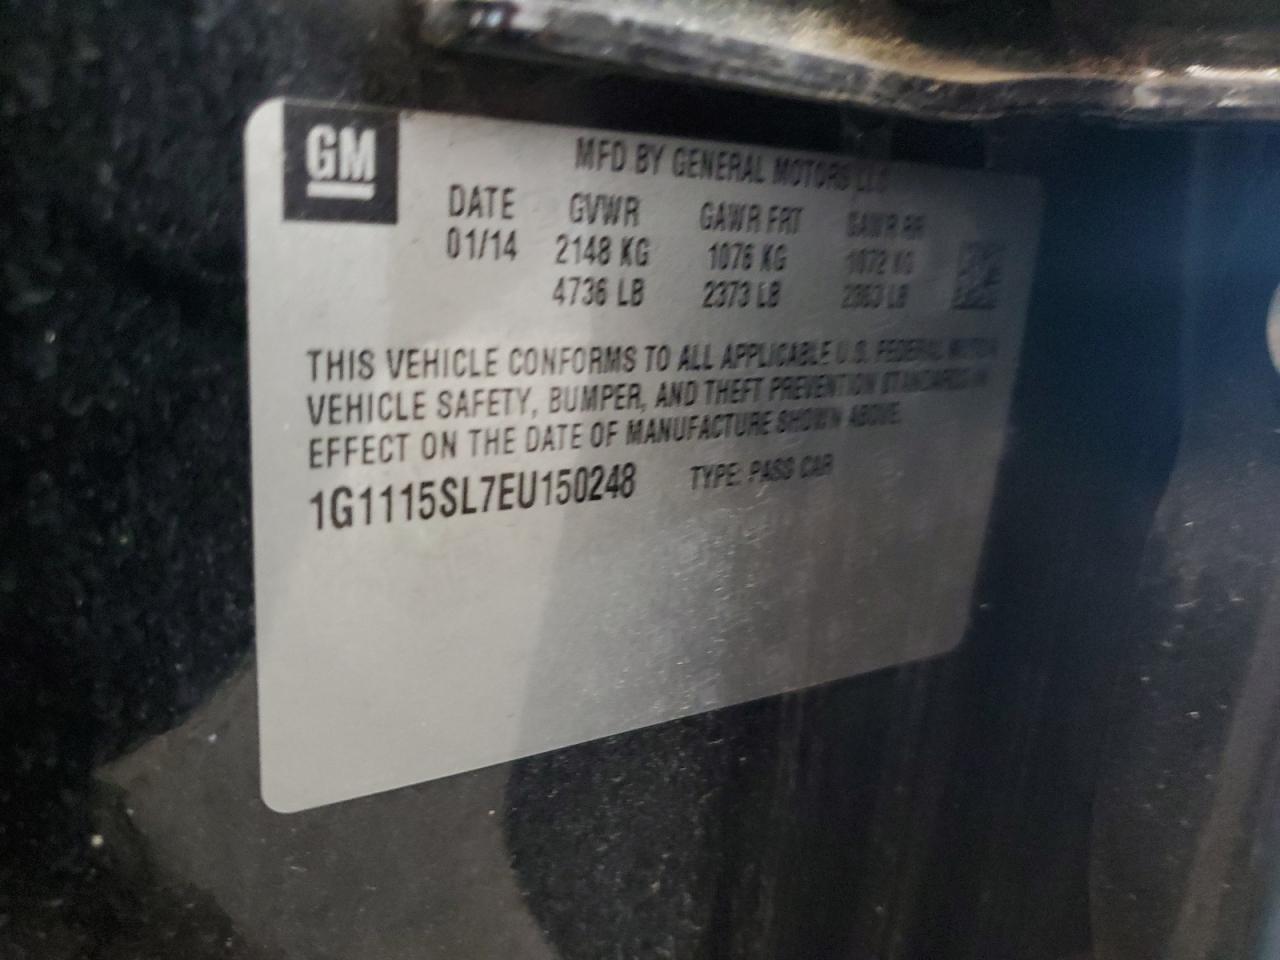 GM
MFD BY GENERAL MOTORS LLC
DATE GVWR GAWR FRT GAWR RR
01/14 2148 KG 1076 KG 1072 KG
4736 LB 2373 LB 2363 LB
THIS VEHICLE CONFORMS TO ALL APPLICABLE U.S. FEDERAL MOTOR
VEHICLE SAFETY, BUMPER, AND THEFT PREVENTION STANDARDS IN
EFFECT ON THE DATE OF MANUFACTURE SHOWN ABOVE.
1G1115SL7EU150248 TYPE: PASS CAR